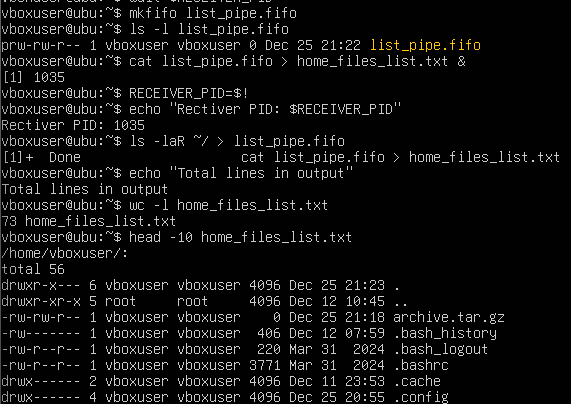 vboxuser@ubu:~$ wait $RECEIVER_PID
vboxuser@ubu:~$ mkfifo list_pipe.fifo
vboxuser@ubu:~$ ls -l list_pipe.fifo
prw-rw-r-- 1 vboxuser vboxuser 0 Dec 25 21:22 list_pipe.fifo
vboxuser@ubu:~$ cat list_pipe.fifo > home_files_list.txt &
[1] 1035
vboxuser@ubu:~$ RECEIVER_PID=$!
vboxuser@ubu:~$ echo "Rectiver PID: $RECEIVER_PID"
Rectiver PID: 1035
vboxuser@ubu:~$ ls -laR ~/ > list_pipe.fifo
[1]+  Done                    cat list_pipe.fifo > home_files_list.txt
vboxuser@ubu:~$ echo "Total lines in output"
Total lines in output
vboxuser@ubu:~$ wc -l home_files_list.txt
73 home_files_list.txt
vboxuser@ubu:~$ head -10 home_files_list.txt
/home/vboxuser/:
total 56
drwxr-x--- 6 vboxuser vboxuser 4096 Dec 25 21:23 .
drwxr-xr-x 5 root     root     4096 Dec 12 10:45 ..
-rw-rw-r-- 1 vboxuser vboxuser    0 Dec 25 21:18 archive.tar.gz
-rw------- 1 vboxuser vboxuser  406 Dec 12 07:59 .bash_history
-rw-r--r-- 1 vboxuser vboxuser  220 Mar 31  2024 .bash_logout
-rw-r--r-- 1 vboxuser vboxuser 3771 Mar 31  2024 .bashrc
drwx------ 2 vboxuser vboxuser 4096 Dec 11 23:53 .cache
drwx------ 4 vboxuser vboxuser 4096 Dec 25 20:55 .config